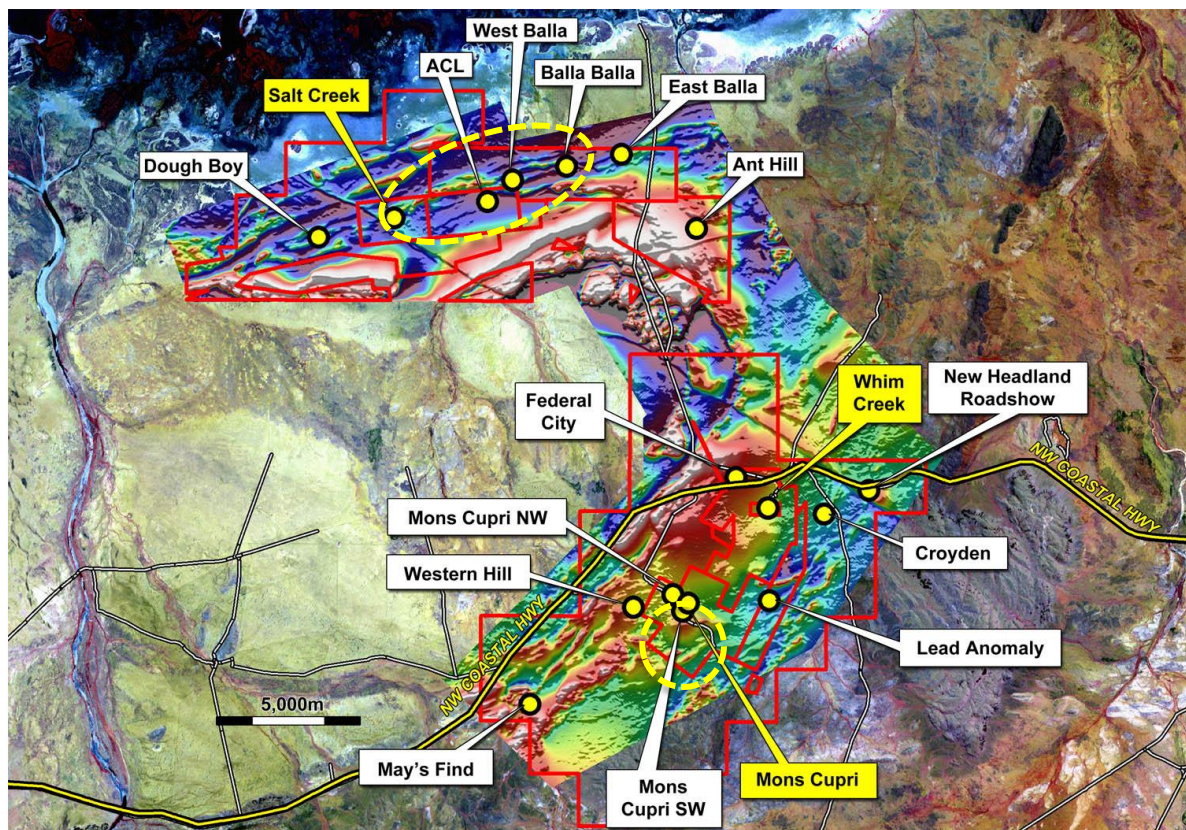 West Balla
ACL
Balla Balla
Salt Creek
East Balla
Dough Boy
Ant Hill
Whim
Creek
New Headland
Roadshow
Federal
City
NW COASTAL HWY
Mons Cupri NW
Croyden
Western Hill
NW COASTAL HWY
Lead Anomaly
5,000m
May's Find
Mons
Cupri SW
Mons Cupri